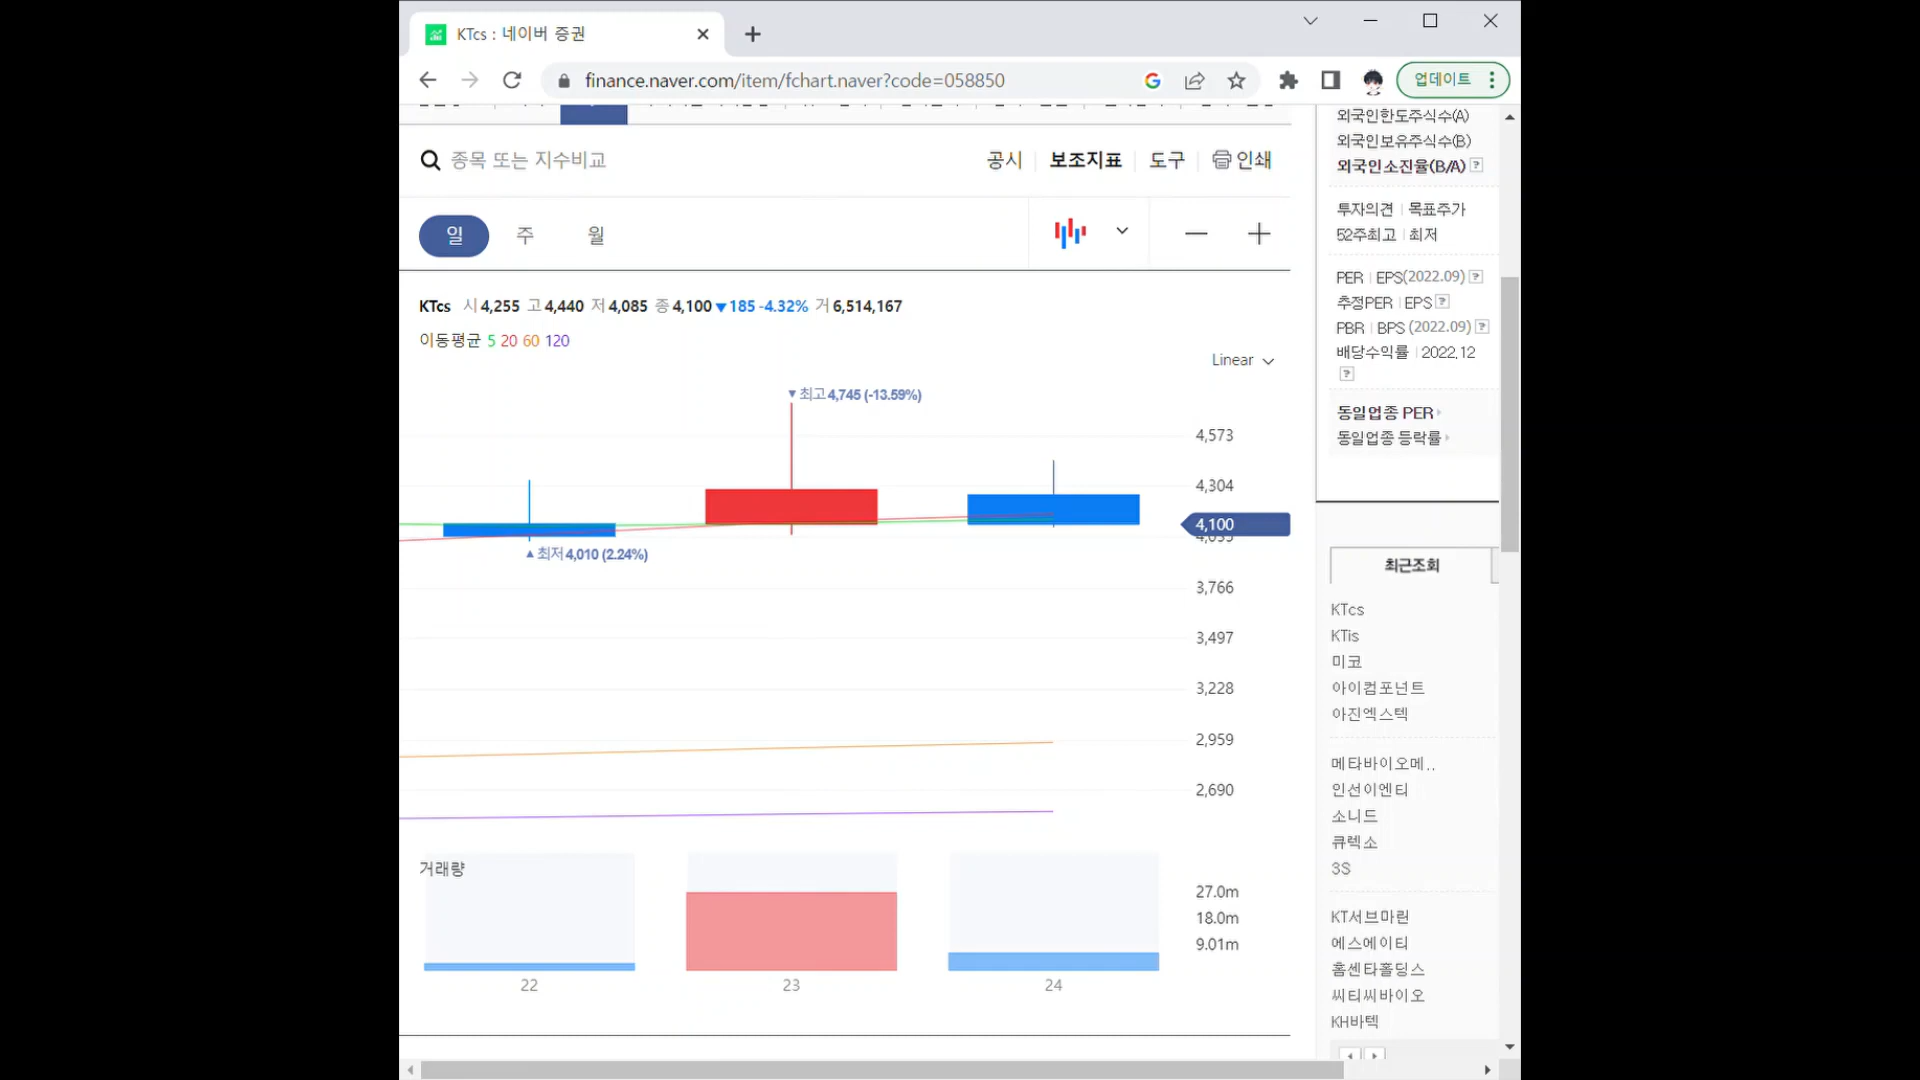 KTcs : 네이버 증권
finance.naver.com/item/fchart.naver?code=058850
업데이트
종목 또는 지수비교
공시 보조지표 도구 인쇄
일 주 월
KTcs 시 4,255 고 4,440 저 4,085 종 4,100 ▼185 -4.32% 거 6,514,167
이동평균 5 20 60 120
Linear
▼최고 4,745 (-13.59%)
▲최저 4,010 (2.24%)
4,573
4,304
4,100
4,035
3,766
3,497
3,228
2,959
2,690
거래량
27.0m
18.0m
9.01m
22 23 24
외국인한도주식수(A)
외국인보유주식수(B)
외국인소진율(B/A) ?
투자의견 | 목표주가
52주최고 | 최저
PER | EPS(2022.09) ?
추정PER | EPS ?
PBR | BPS (2022.09) ?
배당수익률 | 2022.12
?
동일업종 PER
동일업종 등락률
최근조회
KTcs
KTis
미코
아이컴포넌트
아진엑스텍
메타바이오메..
인선이엔티
소니드
큐렉소
3S
KT서브마린
에스에이티
홈센타홀딩스
씨티씨바이오
KH바텍